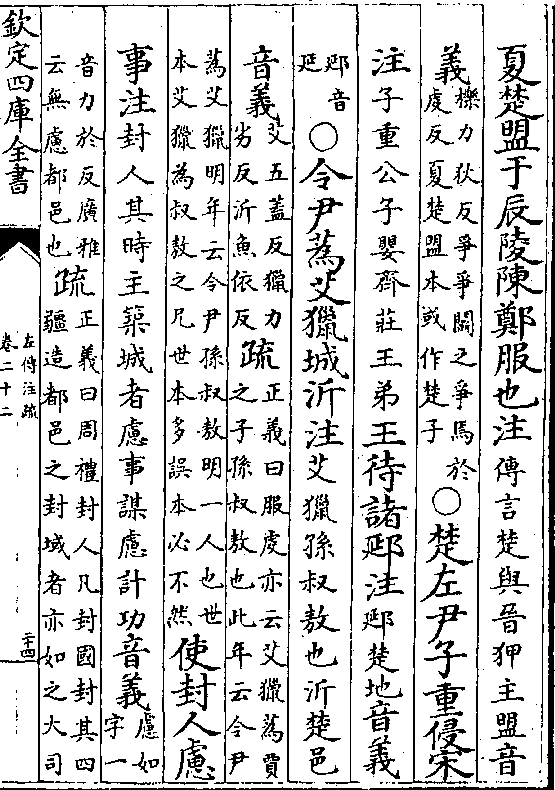 夏楚盟于辰陵陳鄭服也注傳言楚與晉狎主盟音
義櫟力狄反爭爭鬭之爭焉於虔反夏楚盟本或作楚子○楚左尹子重侵宋
注子重公子嬰齊莊王弟王待諸郔注郔楚地音義
郔音延○令尹蒍艾獵城沂注艾獵孫叔敖也沂楚邑
音義艾五蓋反獵力劣反沂魚依反疏正義曰服虔亦云艾獵蒍賈之子孫叔敖也此年云令尹
蒍艾獵明年云令尹孫叔敖明一人也世本艾獵為叔敖之兄世本多誤本必不然使封人慮
事注封人其時主築城者慮事謀慮計功音義慮如字一
音力於反廣雅云無慮都邑也疏正義曰周禮封人凡封國封其四疆造都邑之封域者亦如之大司
欽定四庫全書
左傳注疏
卷二十二
二十四